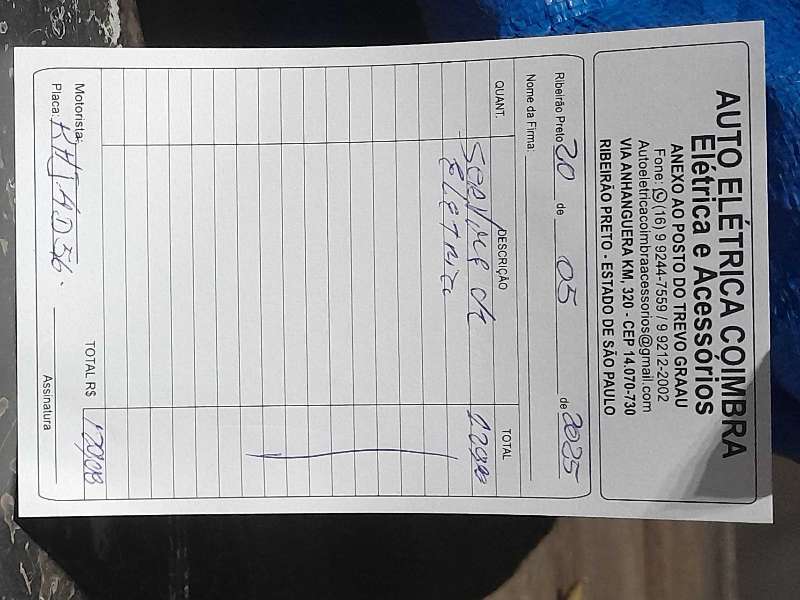 AUTO ELÉTRICA COIMBRA
Elétrica e Acessórios
ANEXO AO POSTO DO TREVO GRAAU
Fone: (16) 9 9244-7559 / 9 9212-2002
Autoeletricacoimbraacessorios@gmail.com
VIA ANHANGUERA KM, 320 - CEP 14.070-730
RIBEIRÃO PRETO - ESTADO DE SÃO PAULO
Ribeirão Preto 20 de 05 de 2025
Nome da Firma:
QUANT. DESCRIÇÃO TOTAL
de 120,00
Eletrica
TOTAL R$ 120,00
Motorista:
Placa: Assinatura